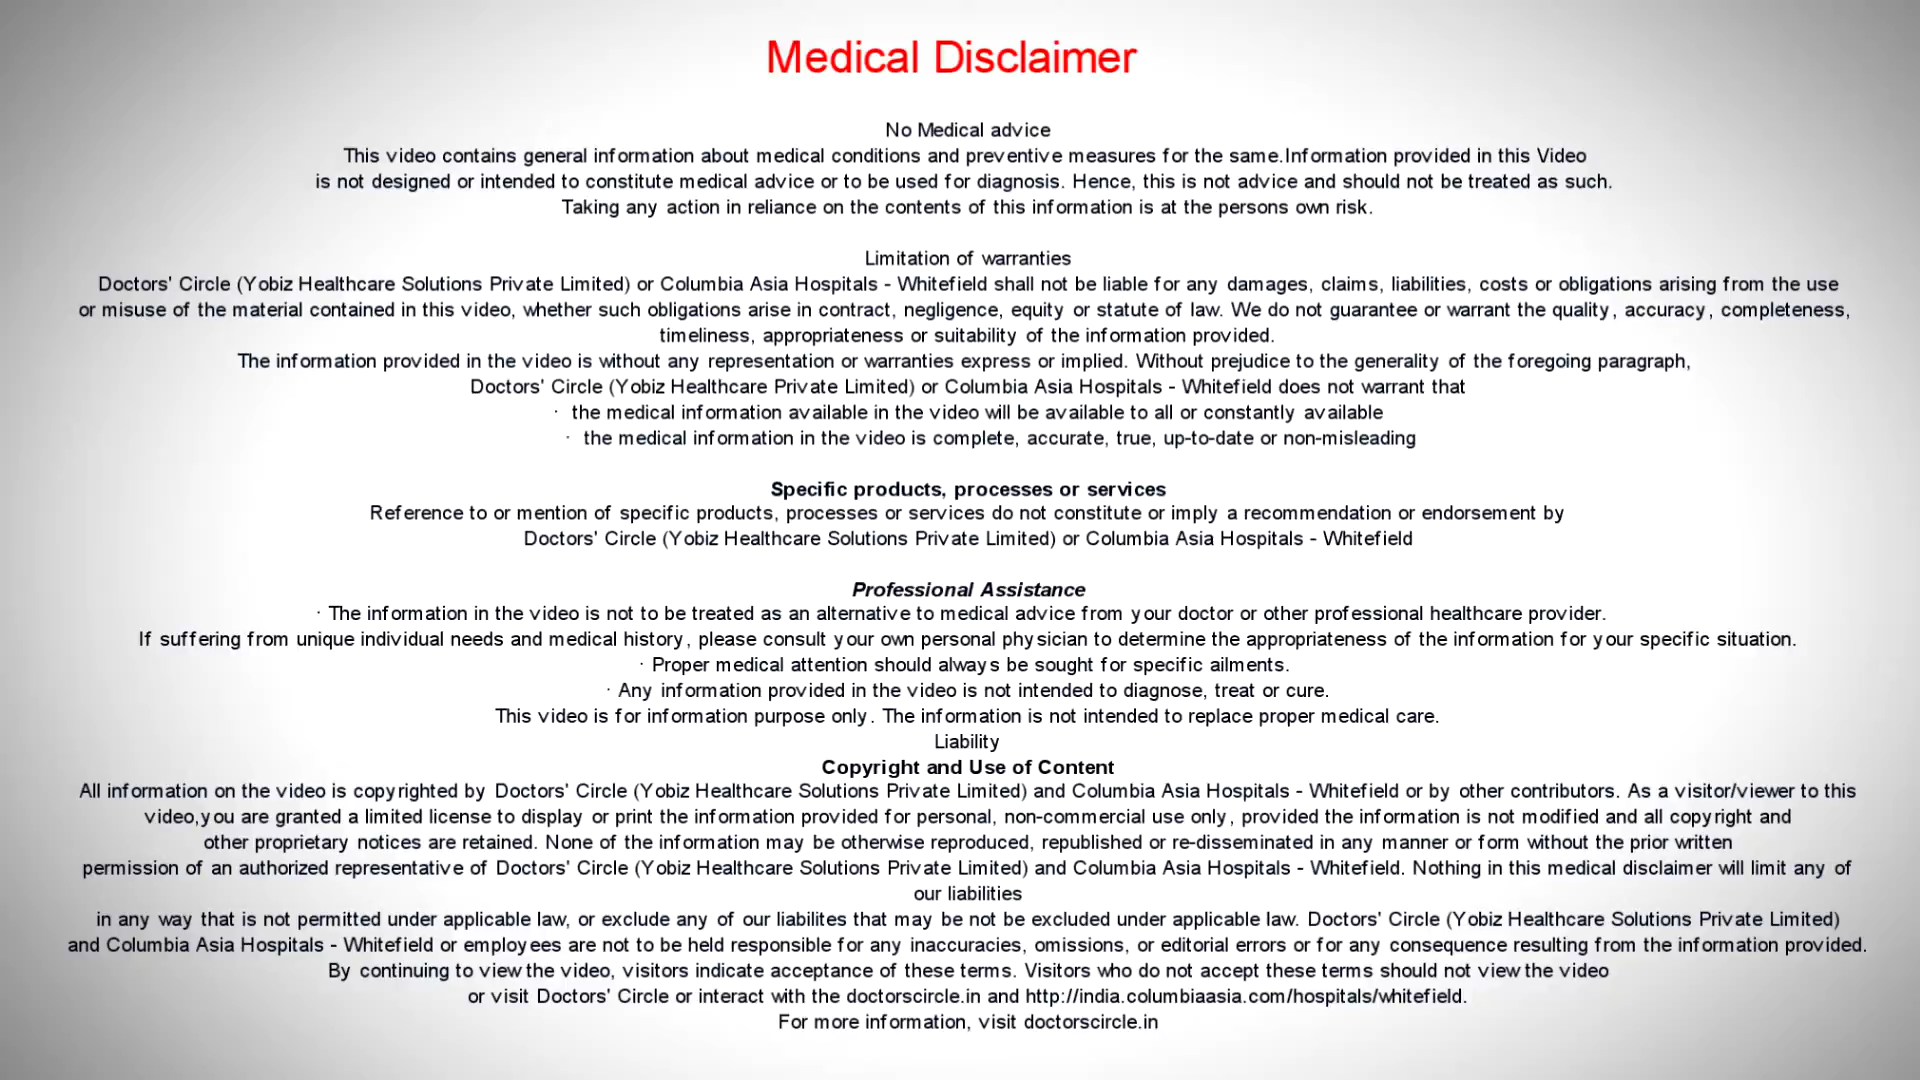 Medical Disclaimer
No Medical advice
This video contains general information about medical conditions and preventive measures for the same.Information provided in this Video
is not designed or intended to constitute medical advice or to be used for diagnosis. Hence, this is not advice and should not be treated as such.
Taking any action in reliance on the contents of this information is at the persons own risk.
Limitation of warranties
Doctors' Circle (Yobiz Healthcare Solutions Private Limited) or Columbia Asia Hospitals - Whitefield shall not be liable for any damages, claims, liabilities, costs or obligations arising from the use
or misuse of the material contained in this video, whether such obligations arise in contract, negligence, equity or statute of law. We do not guarantee or warrant the quality, accuracy, completeness,
timeliness, appropriateness or suitability of the information provided.
The information provided in the video is without any representation or warranties express or implied. Without prejudice to the generality of the foregoing paragraph,
Doctors' Circle (Yobiz Healthcare Private Limited) or Columbia Asia Hospitals - Whitefield does not warrant that
· the medical information available in the video will be available to all or constantly available
· the medical information in the video is complete, accurate, true, up-to-date or non-misleading
Specific products, processes or services
Reference to or mention of specific products, processes or services do not constitute or imply a recommendation or endorsement by
Doctors' Circle (Yobiz Healthcare Solutions Private Limited) or Columbia Asia Hospitals - Whitefield
Professional Assistance
· The information in the video is not to be treated as an alternative to medical advice from your doctor or other professional healthcare provider.
If suffering from unique individual needs and medical history, please consult your own personal physician to determine the appropriateness of the information for your specific situation.
· Proper medical attention should always be sought for specific ailments.
· Any information provided in the video is not intended to diagnose, treat or cure.
This video is for information purpose only. The information is not intended to replace proper medical care.
Liability
Copyright and Use of Content
All information on the video is copyrighted by Doctors' Circle (Yobiz Healthcare Solutions Private Limited) and Columbia Asia Hospitals - Whitefield or by other contributors. As a visitor/viewer to this
video,you are granted a limited license to display or print the information provided for personal, non-commercial use only, provided the information is not modified and all copyright and
other proprietary notices are retained. None of the information may be otherwise reproduced, republished or re-disseminated in any manner or form without the prior written
permission of an authorized representative of Doctors' Circle (Yobiz Healthcare Solutions Private Limited) and Columbia Asia Hospitals - Whitefield. Nothing in this medical disclaimer will limit any of
our liabilities
in any way that is not permitted under applicable law, or exclude any of our liabilites that may be not be excluded under applicable law. Doctors' Circle (Yobiz Healthcare Solutions Private Limited)
and Columbia Asia Hospitals - Whitefield or employees are not to be held responsible for any inaccuracies, omissions, or editorial errors or for any consequence resulting from the information provided.
By continuing to view the video, visitors indicate acceptance of these terms. Visitors who do not accept these terms should not view the video
or visit Doctors' Circle or interact with the doctorscircle.in and http://india.columbiaasia.com/hospitals/whitefield.
For more information, visit doctorscircle.in